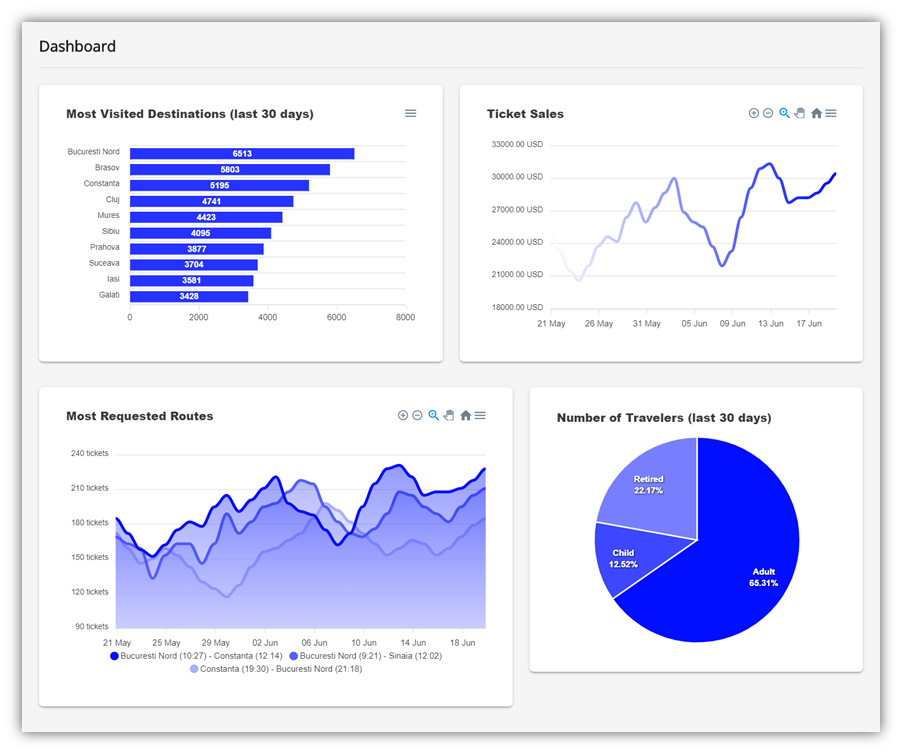 Dashboard
Most Visited Destinations (last 30 days)
Bucuresti Nord 6513
Brasov 5803
Constanta 5195
Cluj 4741
Mures 4423
Sibiu 4095
Prahova 3877
Suceava 3704
Iasi 3581
Galati 3428
0 2000 4000 6000 8000
Ticket Sales
33000.00 USD
30000.00 USD
27000.00 USD
24000.00 USD
21000.00 USD
18000.00 USD
21 May 26 May 31 May 05 Jun 09 Jun 13 Jun 17 Jun
Most Requested Routes
240 tickets
210 tickets
180 tickets
150 tickets
120 tickets
90 tickets
21 May 25 May 29 May 02 Jun 06 Jun 10 Jun 14 Jun 18 Jun
Bucuresti Nord (10:27) - Constanta (12:14) Bucuresti Nord (9:21) - Sinaia (12:02)
Constanta (19:30) - Bucuresti Nord (21:18)
Number of Travelers (last 30 days)
Retired
22.17%
Child
12.52%
Adult
65.31%